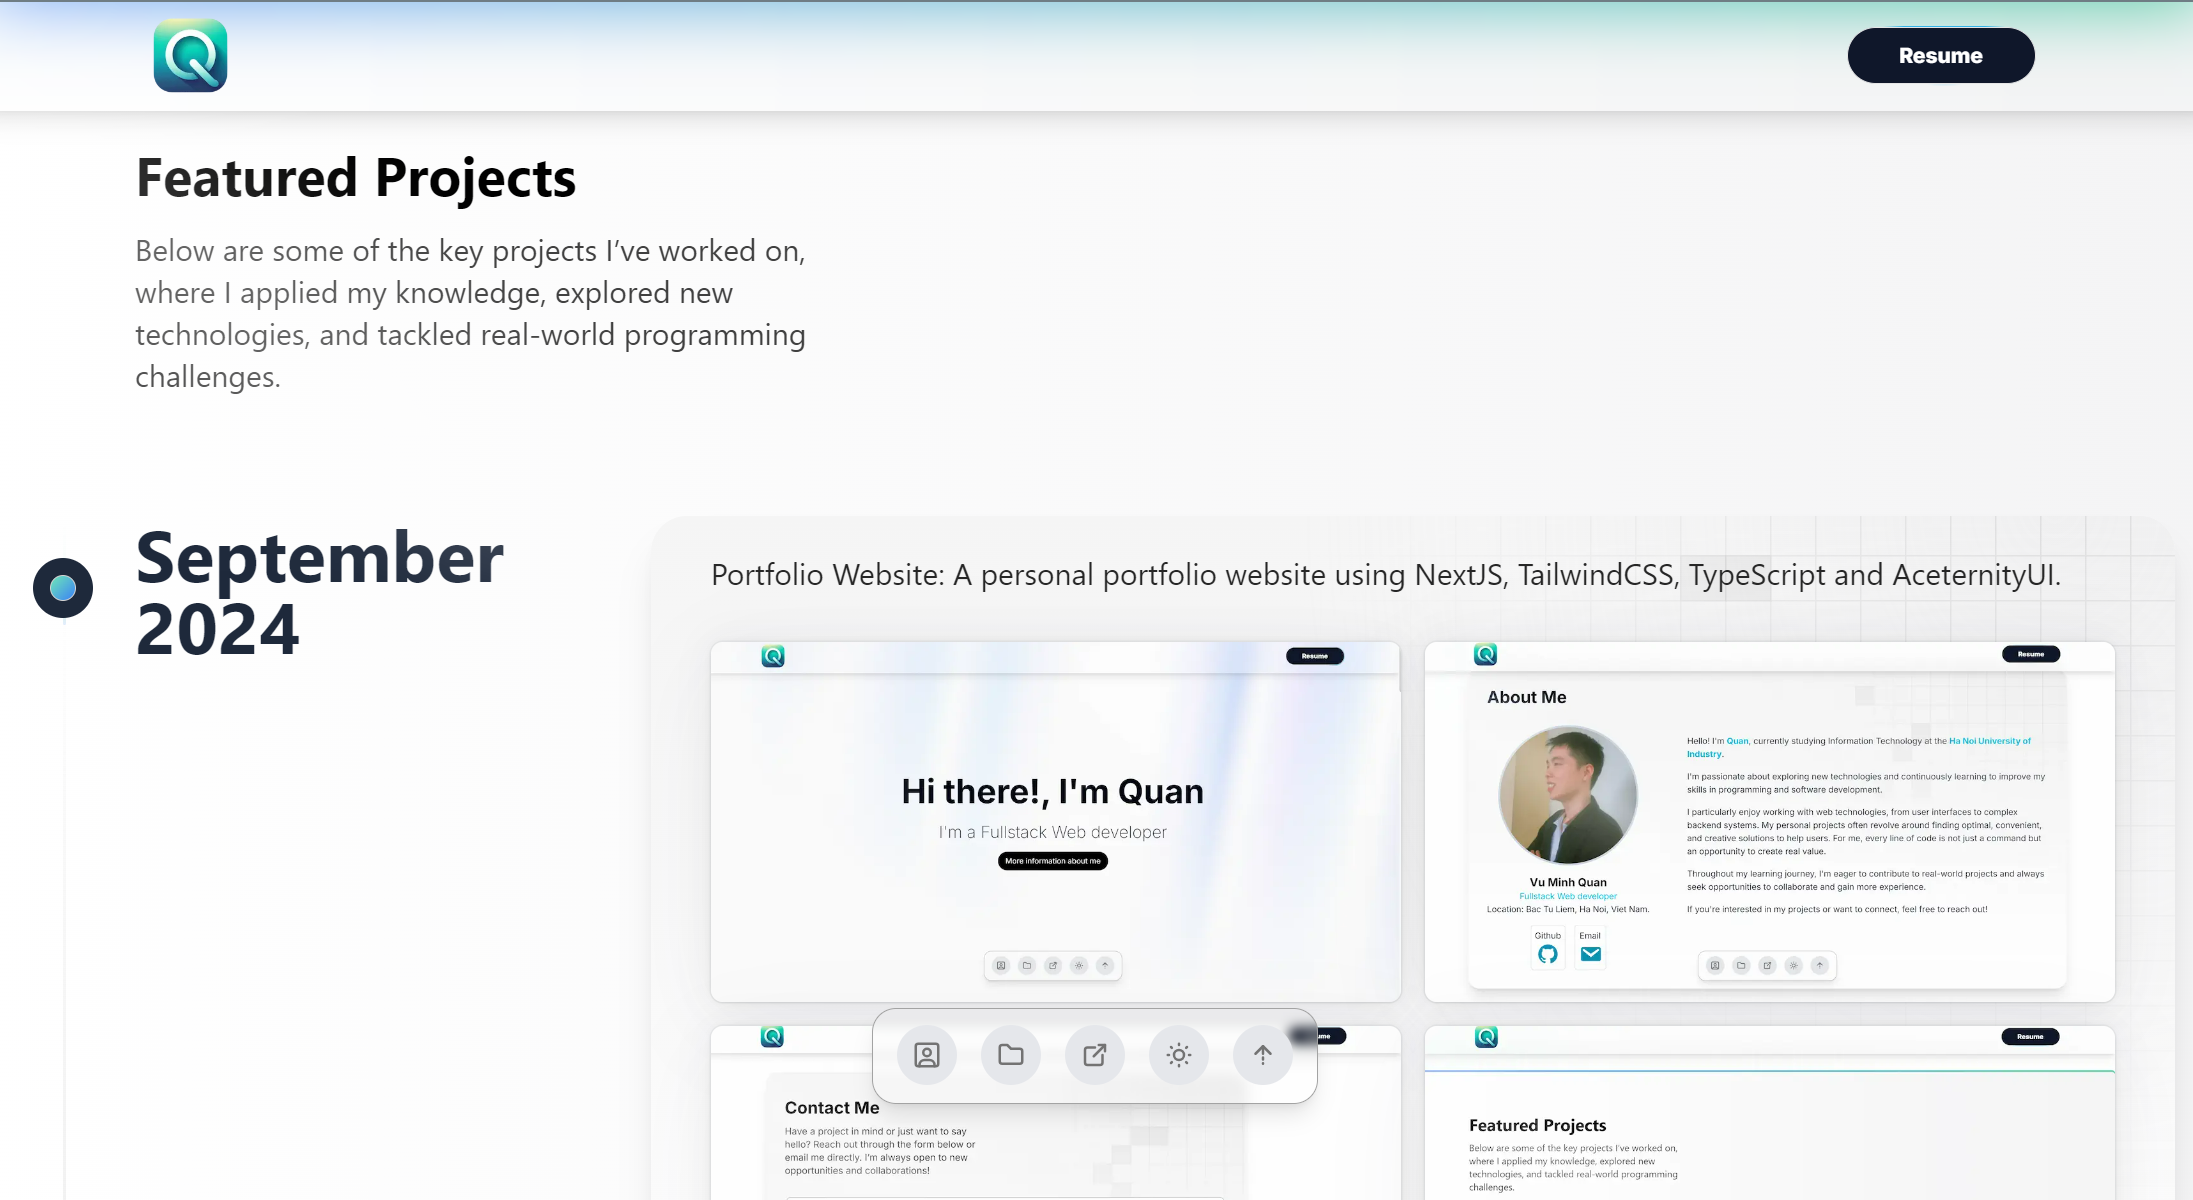 Resume
Featured Projects
Below are some of the key projects I've worked on,
where I applied my knowledge, explored new
technologies, and tackled real-world programming
challenges.
September
2024
Portfolio Website: A personal portfolio website using NextJS, TailwindCSS, TypeScript and AceternityUI.
Resume
Hi there!, I'm Quan
I'm a Fullstack Web developer
More information about me
Resume
About Me
Hello! I'm Quan, currently studying Information Technology at the Ha Noi University of
Industry.
I'm passionate about exploring new technologies and continuously learning to improve my
skills in programming and software development.
I particularly enjoy working with web technologies, from user interfaces to complex
backend systems. My personal projects often revolve around finding optimal, convenient,
and creative solutions to help users. For me, every line of code is not just a command but
an opportunity to create real value.
Throughout my learning journey, I'm eager to contribute to real-world projects and always
seek opportunities to collaborate and gain more experience.
If you're interested in my projects or want to connect, feel free to reach out!
Vu Minh Quan
Fullstack Web developer
Location: Bac Tu Liem, Ha Noi, Viet Nam.
Github Email
Contact Me
Have a project in mind or just want to say
hello? Reach out through the form below or
email me directly. I'm always open to new
opportunities and collaborations!
Resume
Featured Projects
Below are some of the key projects I've worked on,
where I applied my knowledge, explored new
technologies, and tackled real-world programming
challenges.